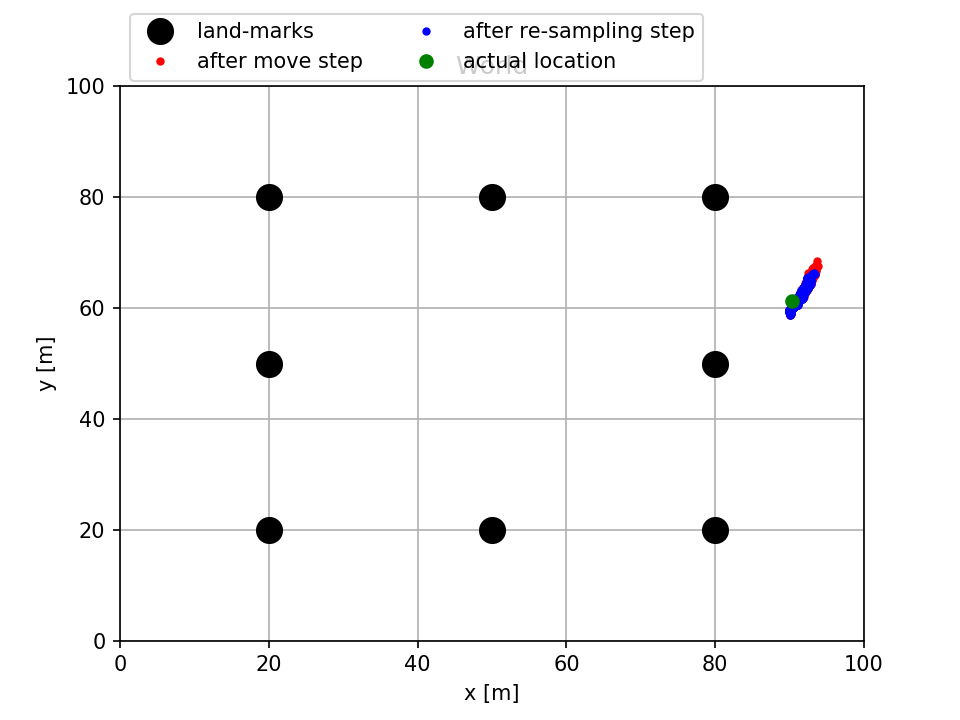 land-marks
after re-sampling step
after move step
actual location
World
100
80
60
40
20
0
y [m]
0 20 40 60 80 100
x [m]